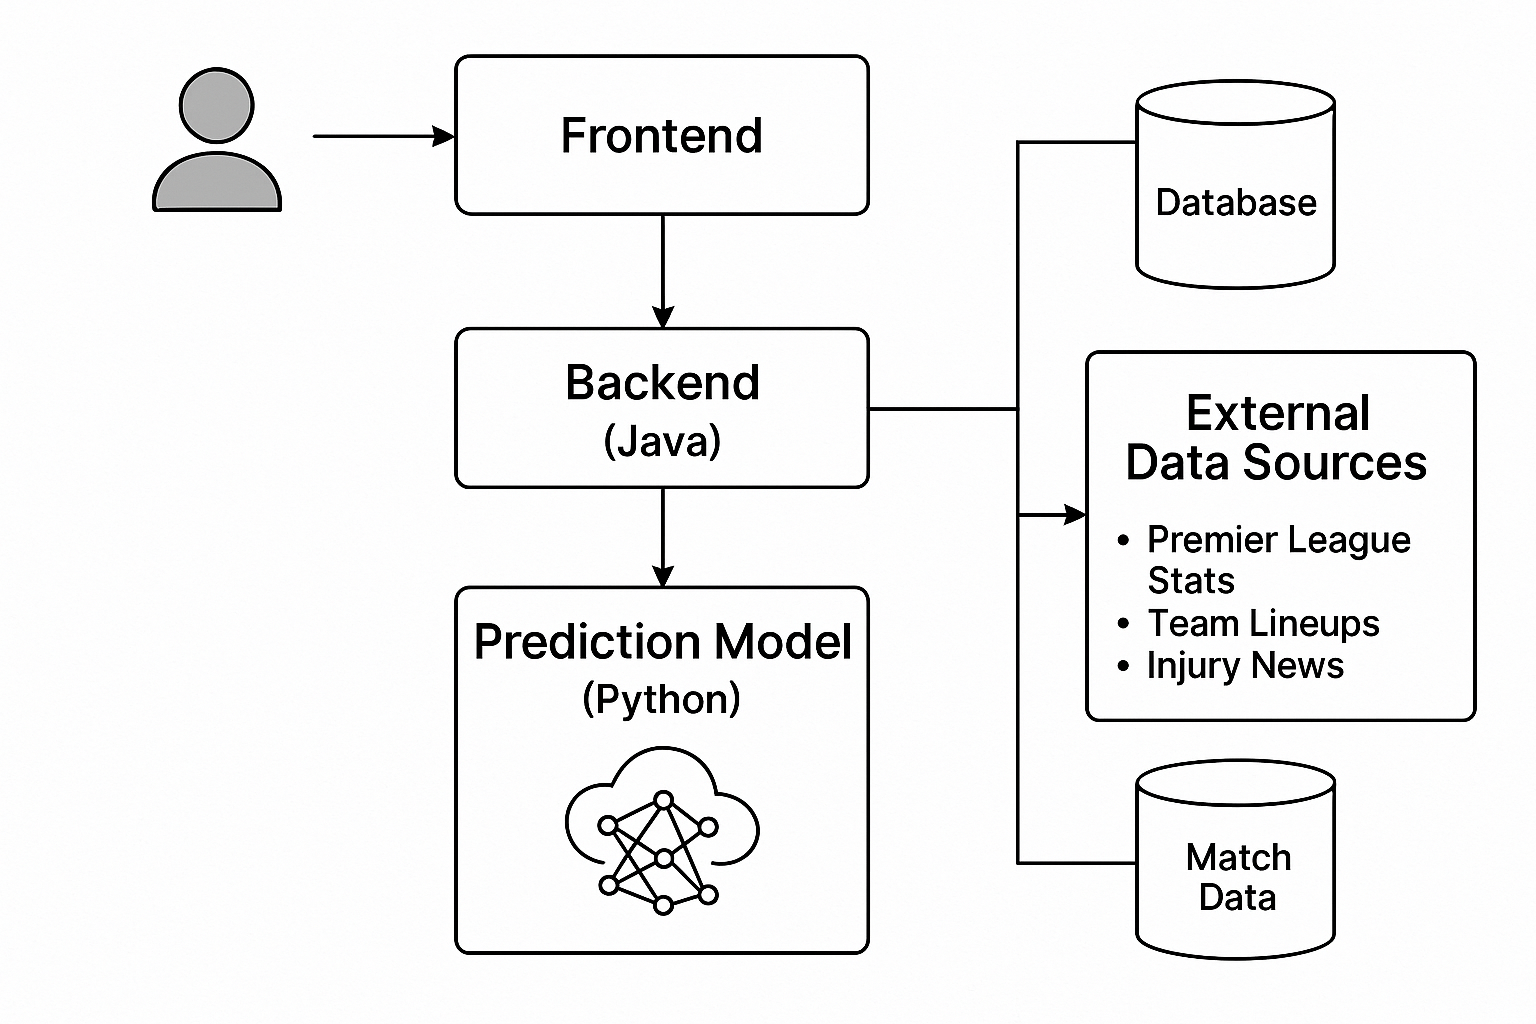 Frontend
Backend
(Java)
Prediction Model
(Python)
Database
External
Data Sources
• Premier League
Stats
• Team Lineups
• Injury News
Match
Data